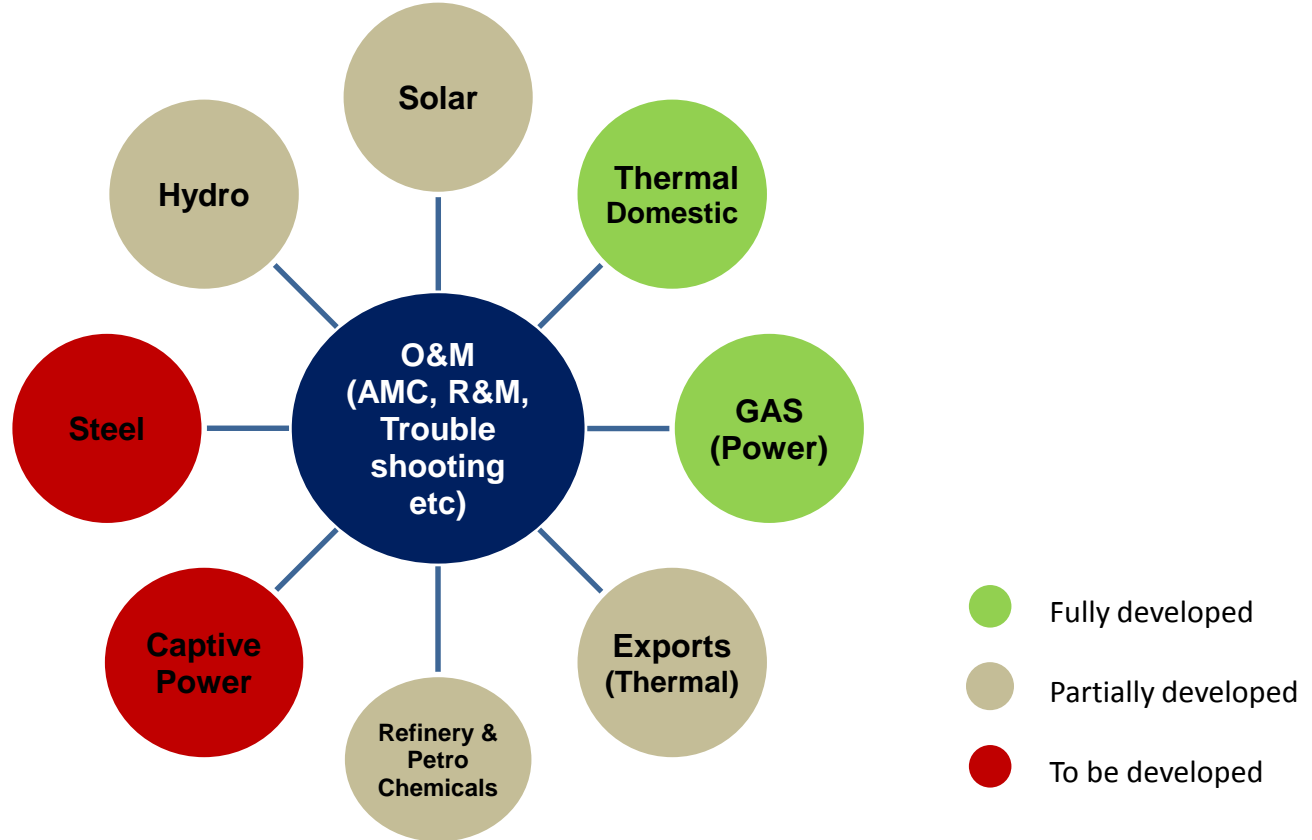 Solar
Thermal
Domestic
GAS
(Power)
Exports
(Thermal)
Refinery &
Petro
Chemicals
Captive
Power
Steel
Hydro
O&M
(AMC, R&M,
Trouble
shooting
etc)
Fully developed
Partially developed
To be developed